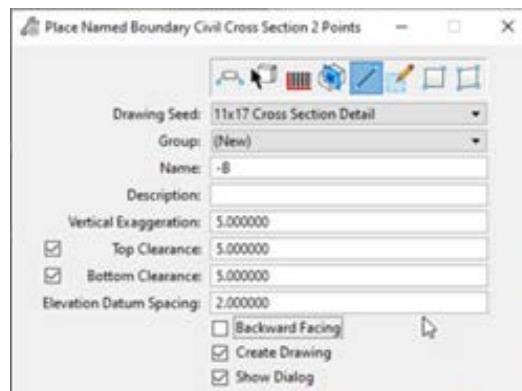 Place Named Boundary Civil Cross Section 2 Points
Drawing Seed: 11x17 Cross Section Detail
Group: (New)
Name: -B
Description:
Vertical Exaggeration: 5.000000
Top Clearance: 5.000000
Bottom Clearance: 5.000000
Elevation Datum Spacing: 2.000000
Backward Facing
Create Drawing
Show Dialog